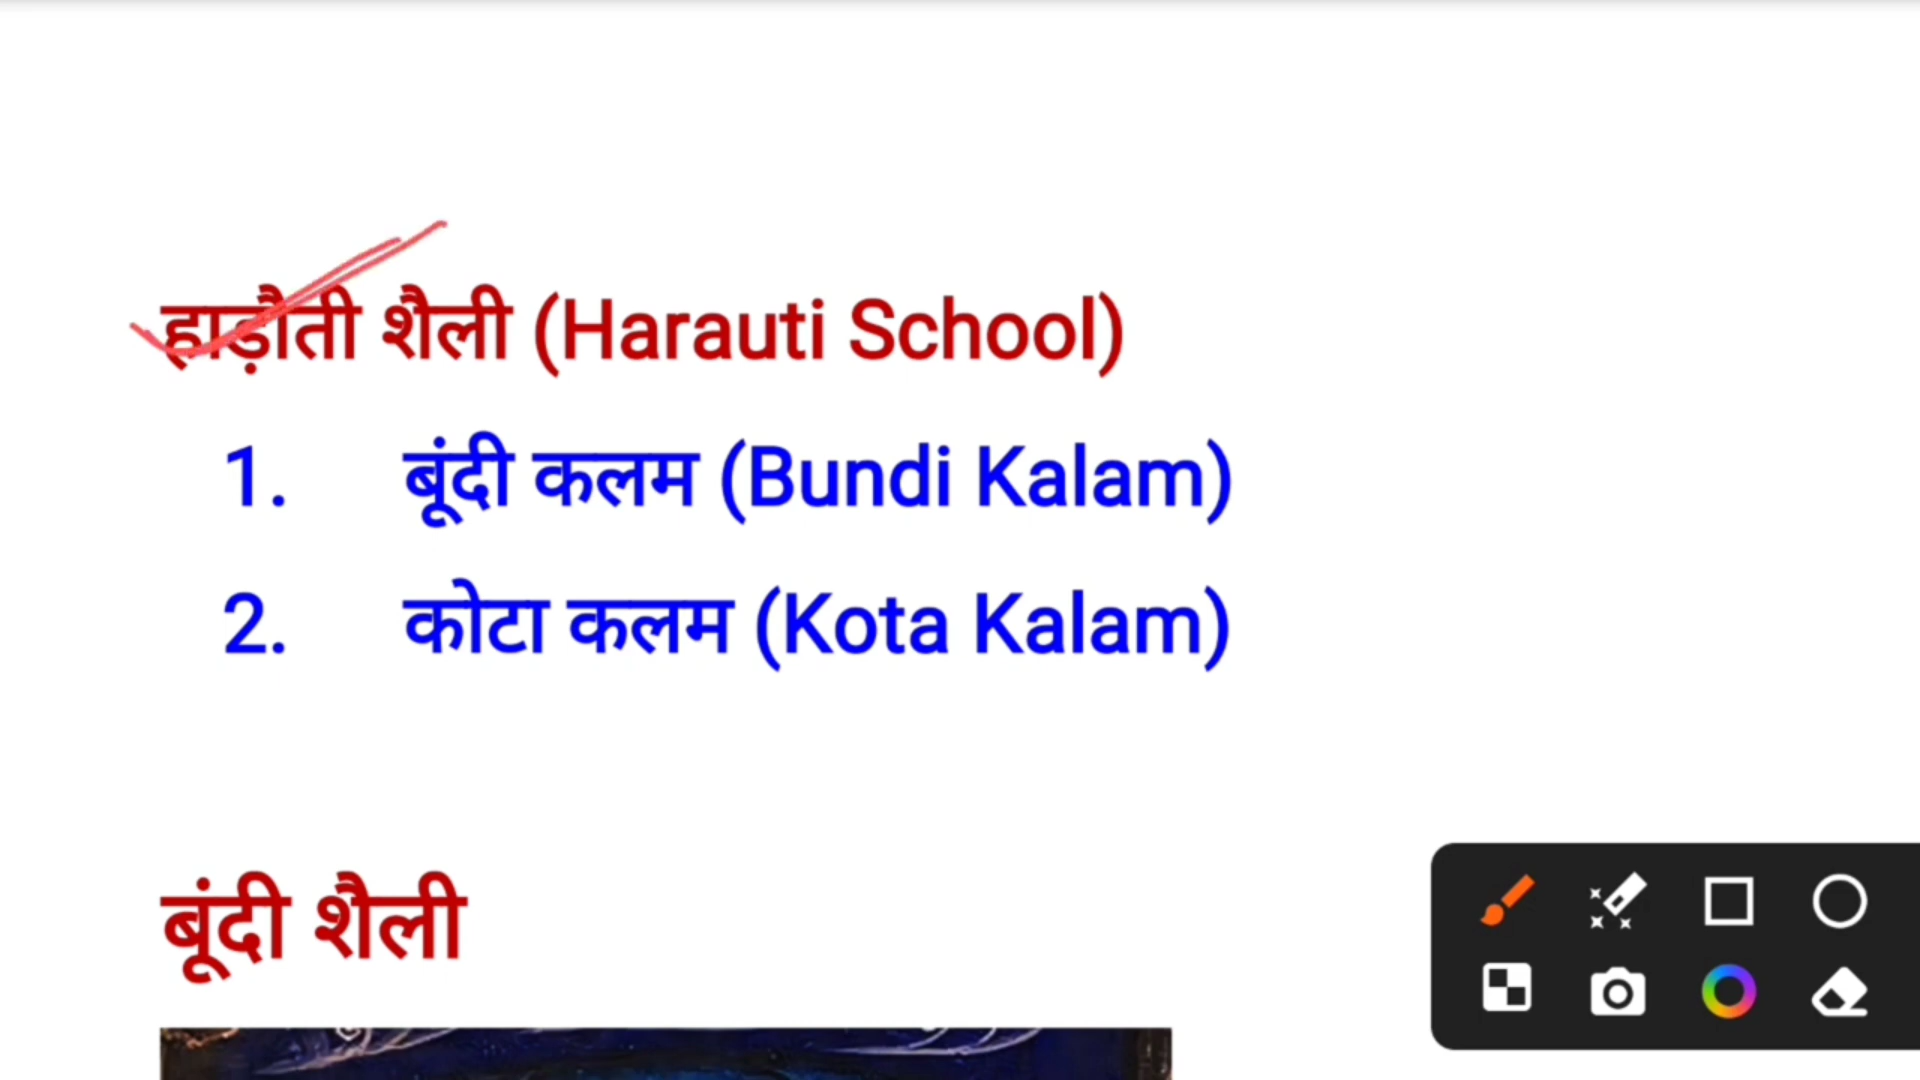 हाड़ौती शैली (Harauti School)
1. बूंदी कलम (Bundi Kalam)
2. कोटा कलम (Kota Kalam)
बूंदी शैली